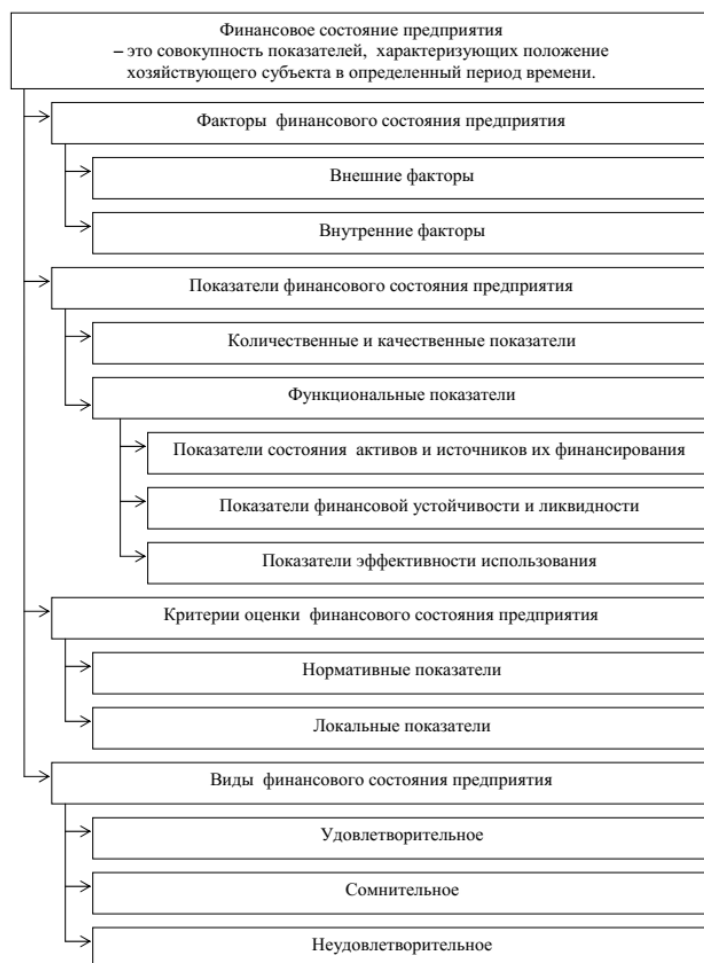 Финансовое состояние предприятия
– это совокупность показателей, характеризующих положение
хозяйствующего субъекта в определенный период времени.
Факторы финансового состояния предприятия
Внешние факторы
Внутренние факторы
Показатели финансового состояния предприятия
Количественные и качественные показатели
Функциональные показатели
Показатели состояния активов и источников их финансирования
Показатели финансовой устойчивости и ликвидности
Показатели эффективности использования
Критерии оценки финансового состояния предприятия
Нормативные показатели
Локальные показатели
Виды финансового состояния предприятия
Удовлетворительное
Сомнительное
Неудовлетворительное